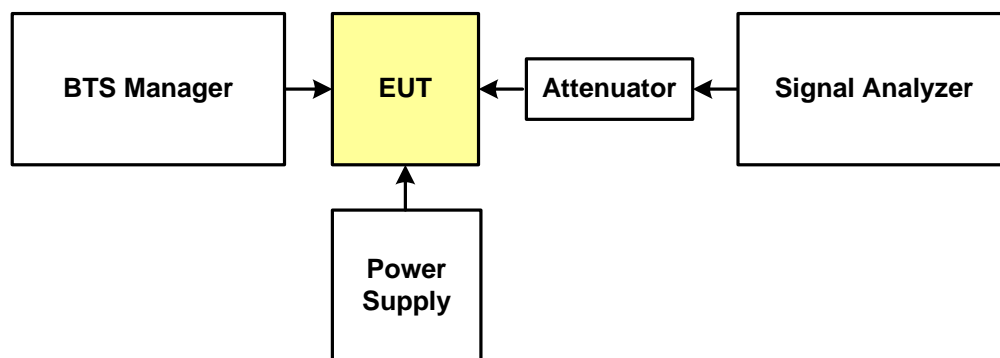 BTS Manager
EUT
Attenuator
Signal Analyzer
Power
Supply